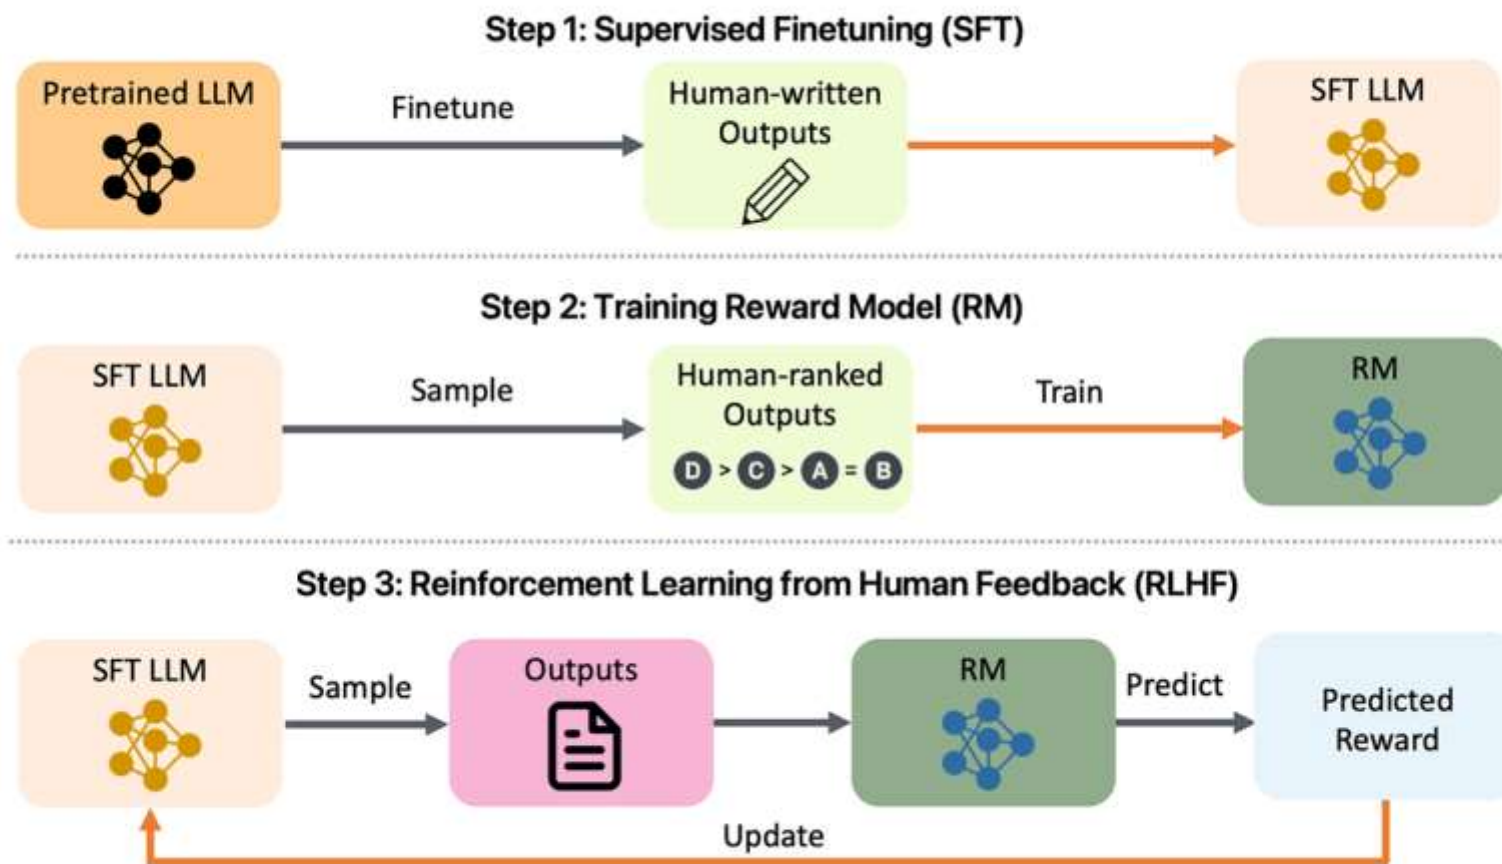 Step 1: Supervised Finetuning (SFT)
Pretrained LLM
Finetune
Human-written
Outputs
SFT LLM
Step 2: Training Reward Model (RM)
SFT LLM
Sample
Human-ranked
Outputs
D > C > A = B
Train
RM
Step 3: Reinforcement Learning from Human Feedback (RLHF)
SFT LLM
Sample
Outputs
RM
Predict
Predicted
Reward
Update